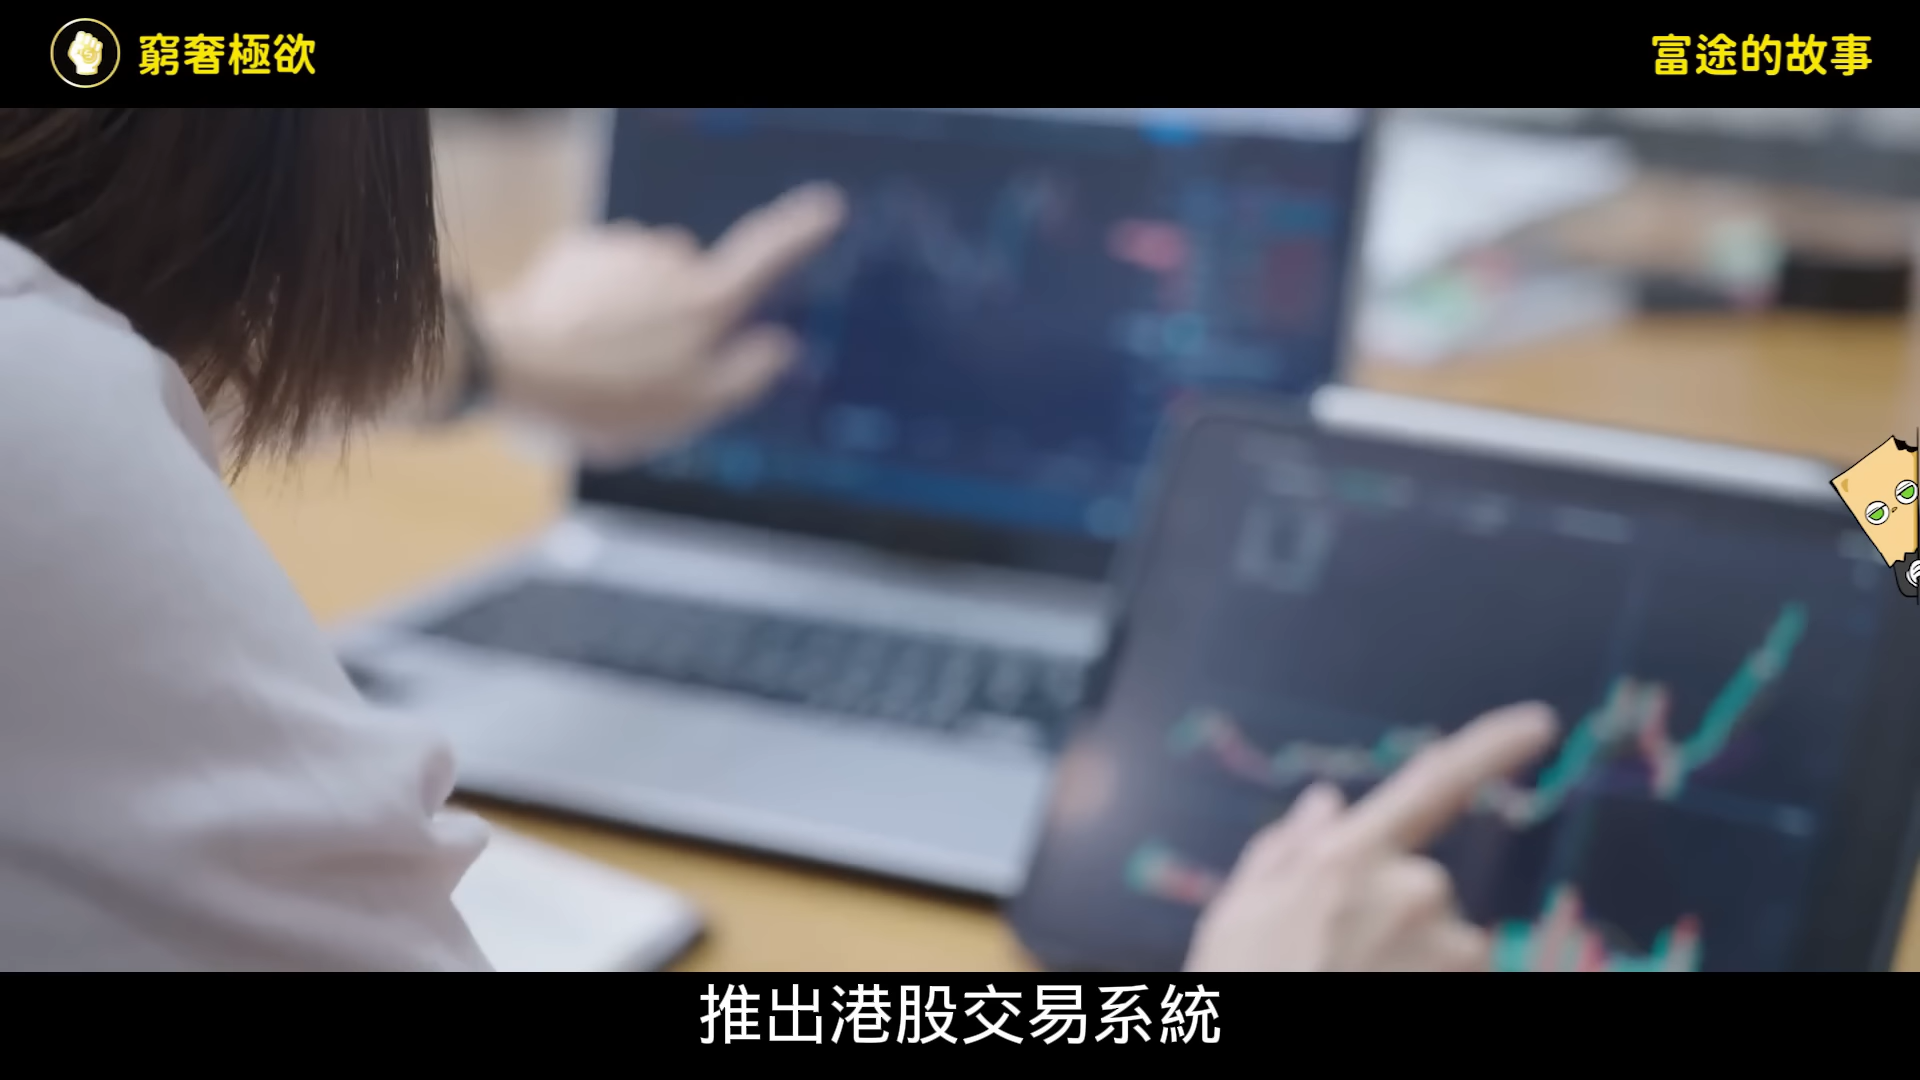 窮奢極欲
富途的故事
推出港股交易系統